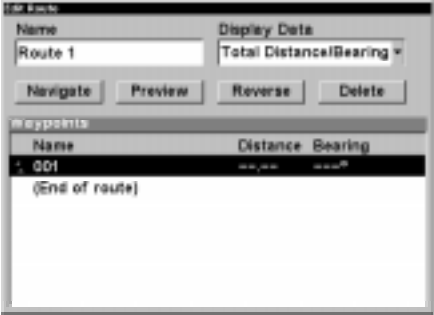 Edit Route
Name Display Data
Route 1 Total Distance/Bearing
Navigate Preview Reverse Delete
Waypoints
Name Distance Bearing
001 --.-- ---°
(End of route)